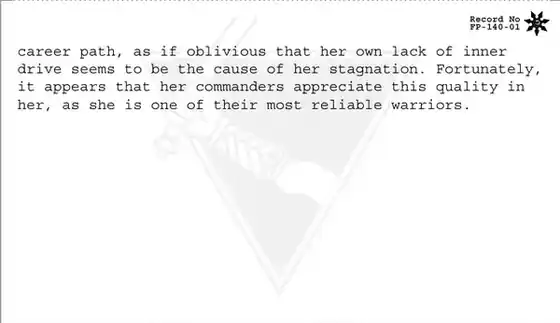 Record No
FP-140-01
career path, as if oblivious that her own lack of inner
drive seems to be the cause of her stagnation. Fortunately,
it appears that her commanders appreciate this quality in
her, as she is one of their most reliable warriors.